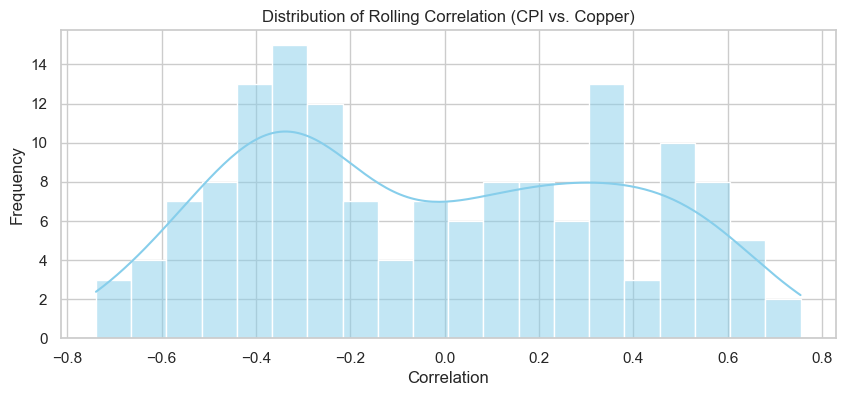 Distribution of Rolling Correlation (CPI vs. Copper)
14
12
10
8
6
4
2
0
Frequency
−0.8 −0.6 −0.4 −0.2 0.0 0.2 0.4 0.6 0.8
Correlation